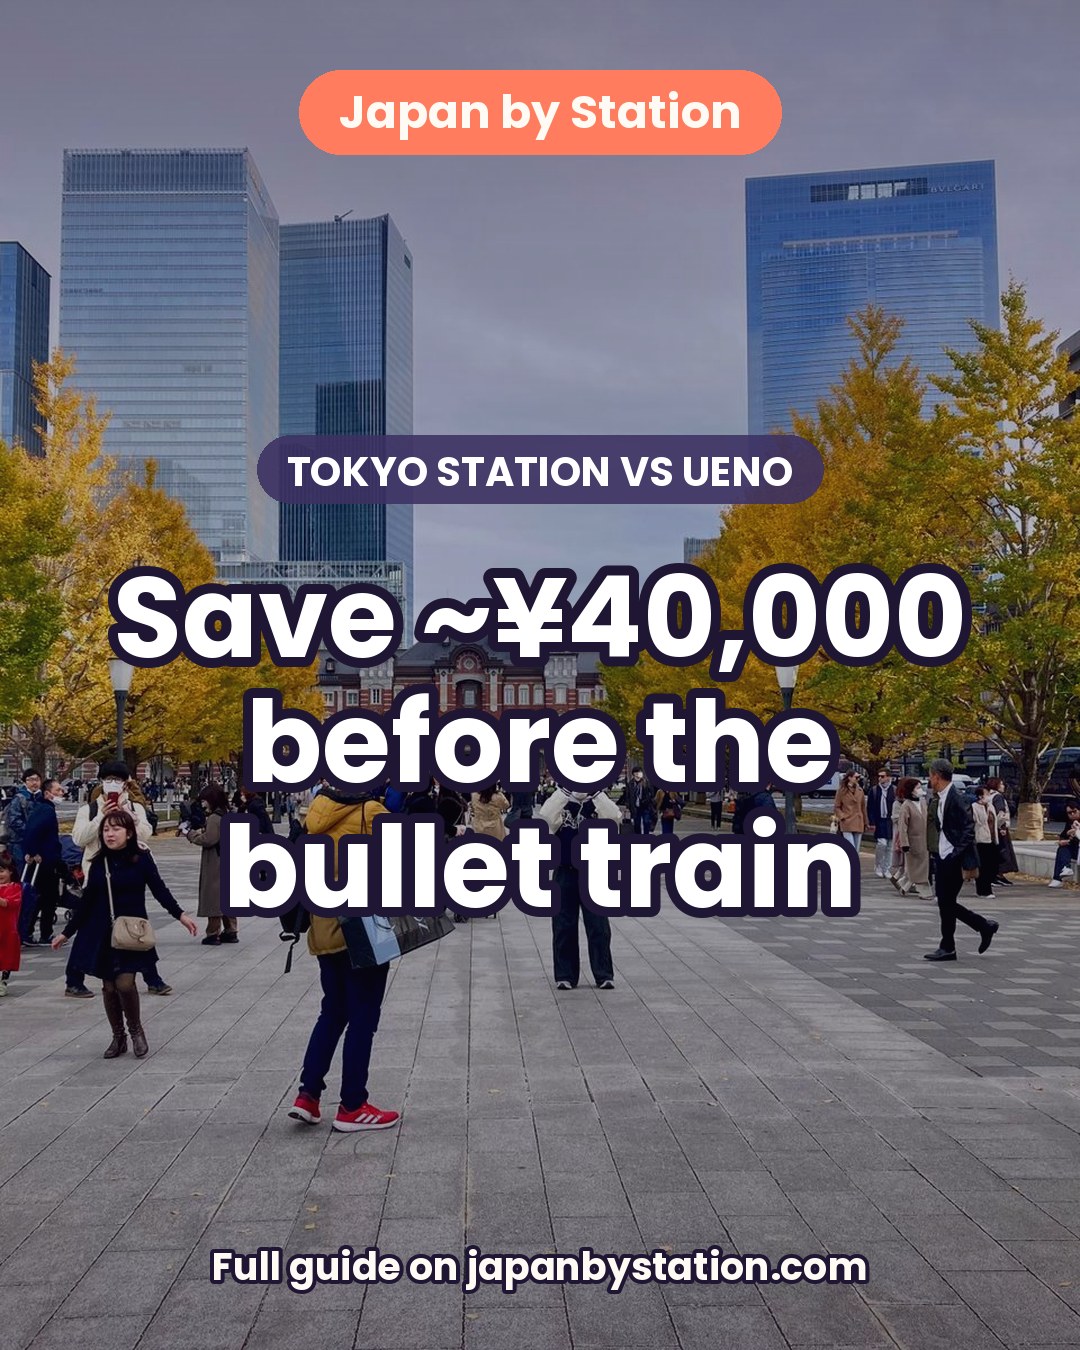 Japan by Station
BVLGARI
TOKYO STATION VS UENO
Save ~¥40,000
before the
bullet train
Full guide on japanbystation.com